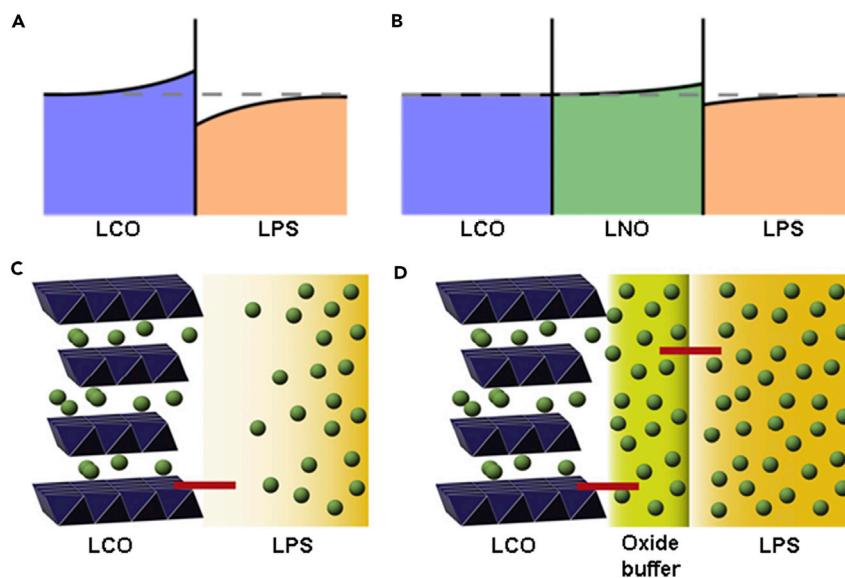 A
B
LCO
LPS
LCO
LNO
LPS
C
D
LCO
LPS
LCO
Oxide
buffer
LPS